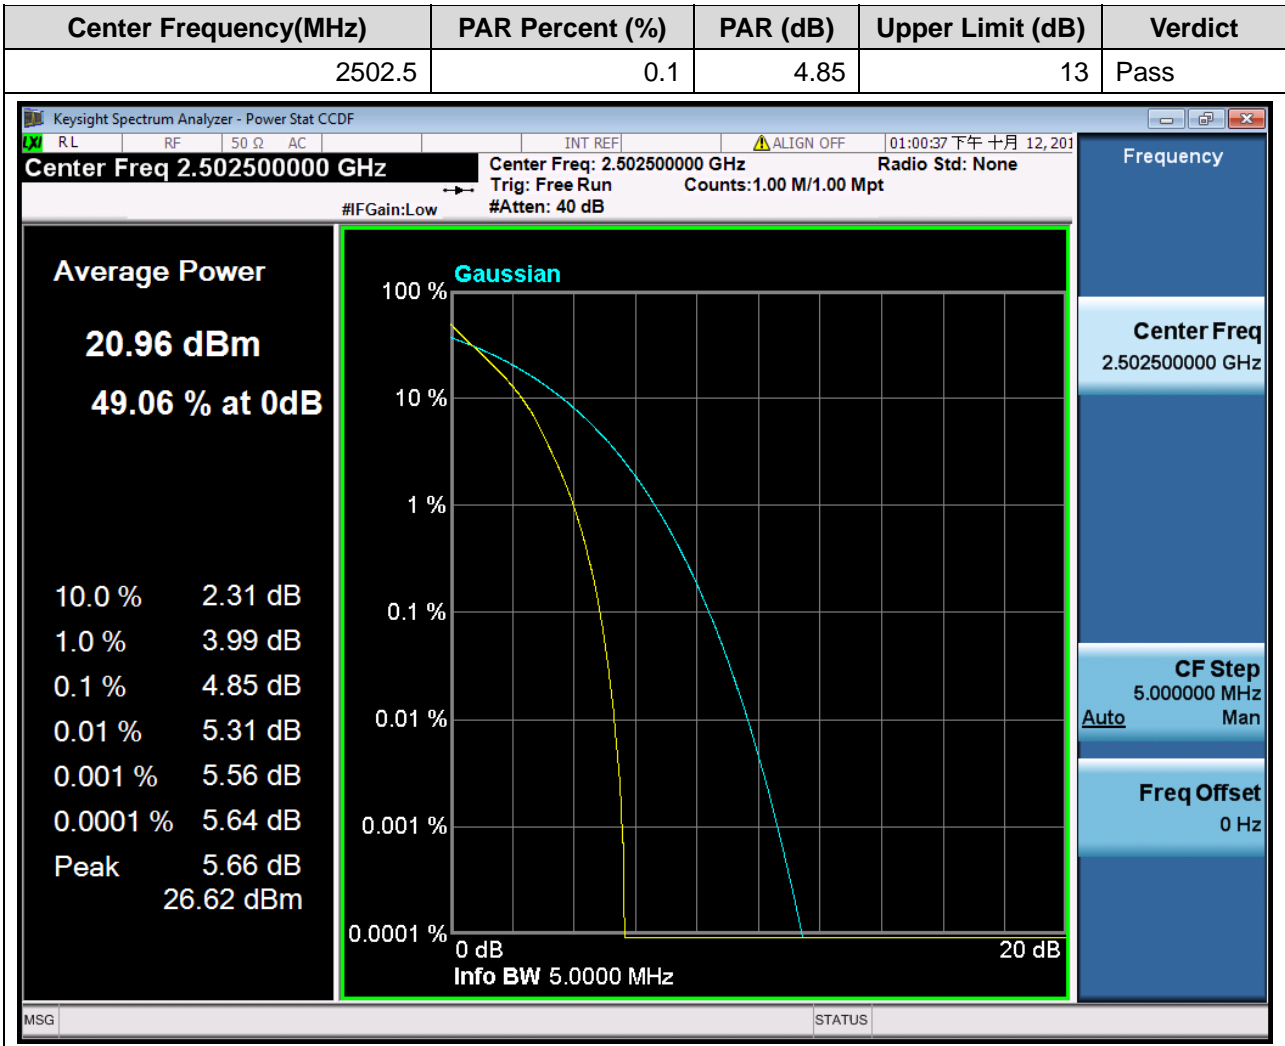 Center Frequency(MHz) PAR Percent (%) PAR (dB) Upper Limit (dB) Verdict
2502.5 0.1 4.85 13 Pass
Keysight Spectrum Analyzer - Power Stat CCDF
LXI RL RF 50 Ω AC INT REF ALIGN OFF 01:00:37 下午 十月 12, 201
Center Freq 2.502500000 GHz
Center Freq: 2.502500000 GHz Radio Std: None
Trig: Free Run Counts:1.00 M/1.00 Mpt
#IFGain:Low #Atten: 40 dB
Average Power
20.96 dBm
49.06 % at 0dB
10.0 % 2.31 dB
1.0 % 3.99 dB
0.1 % 4.85 dB
0.01 % 5.31 dB
0.001 % 5.56 dB
0.0001 % 5.64 dB
Peak 5.66 dB
26.62 dBm
Gaussian
100 %
10 %
1 %
0.1 %
0.01 %
0.001 %
0.0001 %
0 dB 20 dB
Info BW 5.0000 MHz
Frequency
Center Freq
2.502500000 GHz
CF Step
5.000000 MHz
Auto Man
Freq Offset
0 Hz
MSG STATUS